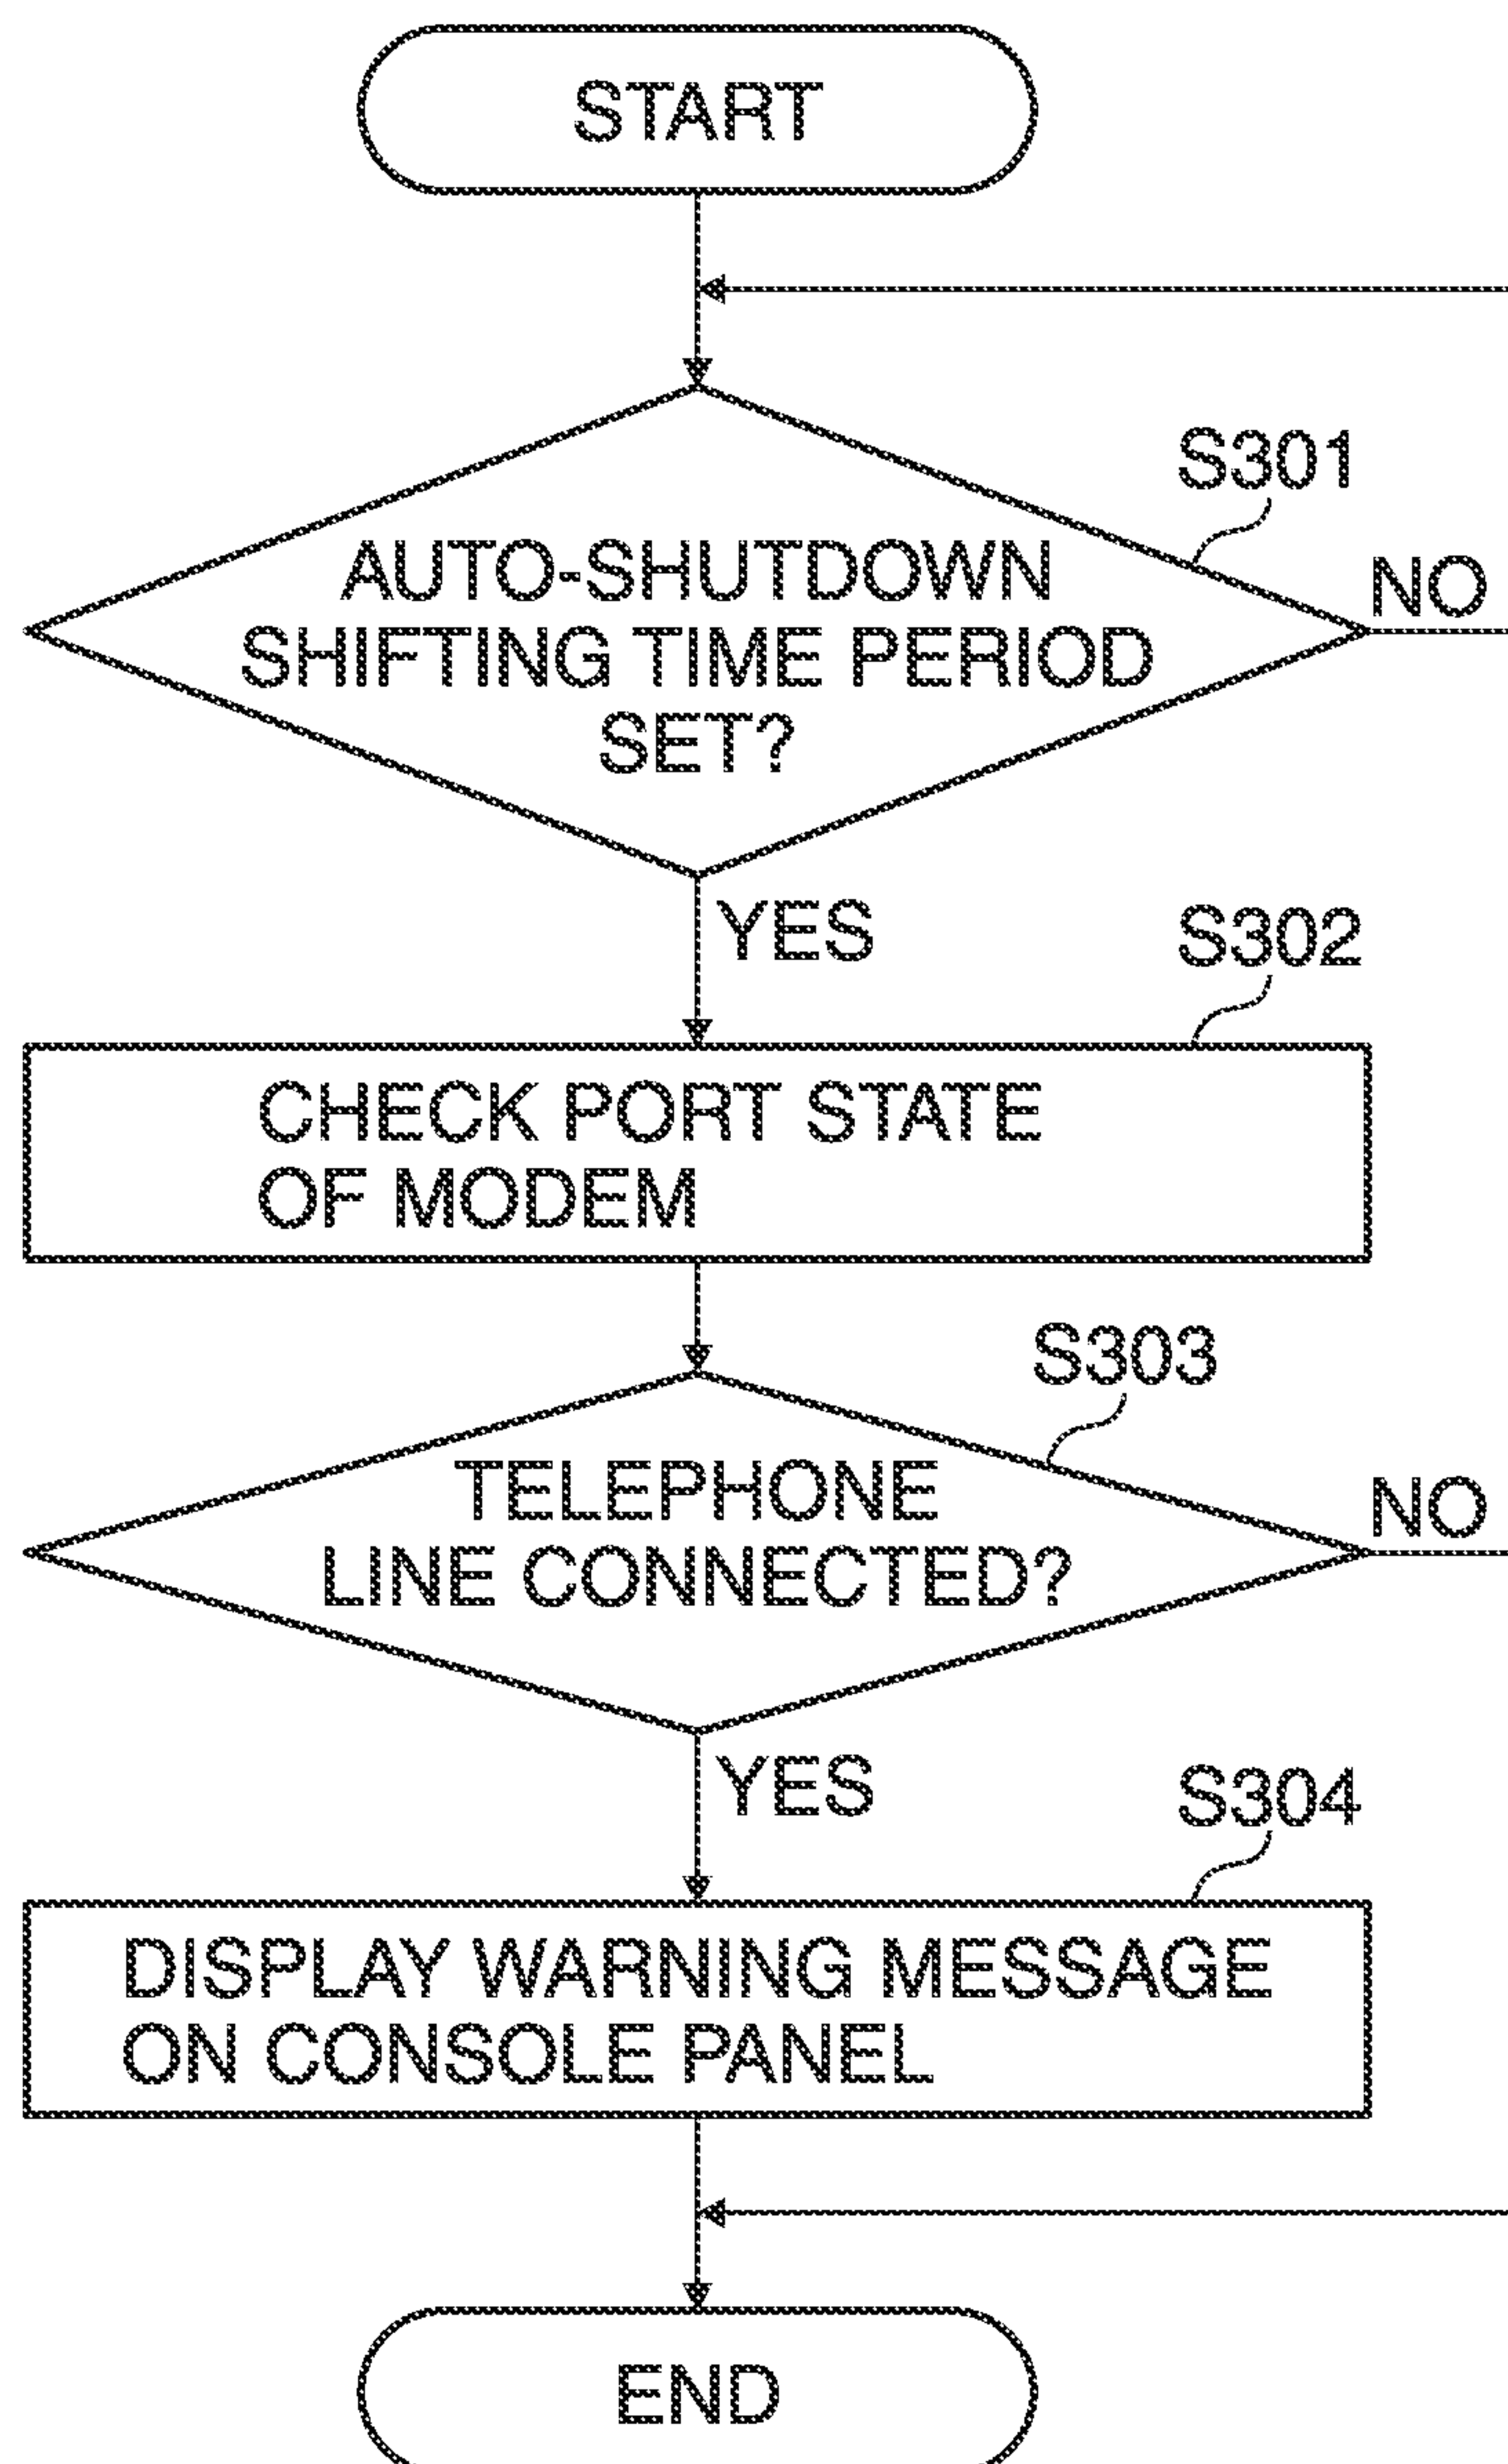 START
S301
AUTO-SHUTDOWN
SHIFTING TIME PERIOD
SET?
NO
YES
S302
CHECK PORT STATE
OF MODEM
S303
TELEPHONE
LINE CONNECTED?
NO
YES
S304
DISPLAY WARNING MESSAGE
ON CONSOLE PANEL
END